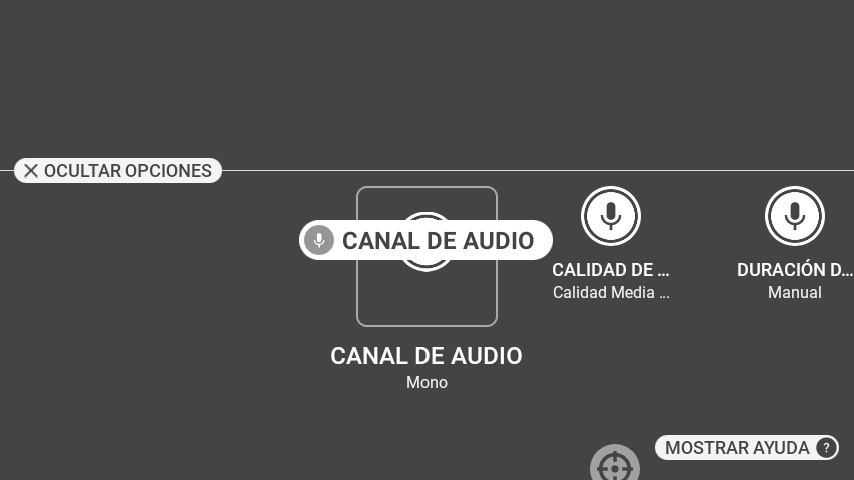 OCULTAR OPCIONES
CANAL DE AUDIO
CALIDAD DE ...
Calidad Media ...
DURACIÓN D...
Manual
CANAL DE AUDIO
Mono
MOSTRAR AYUDA ?